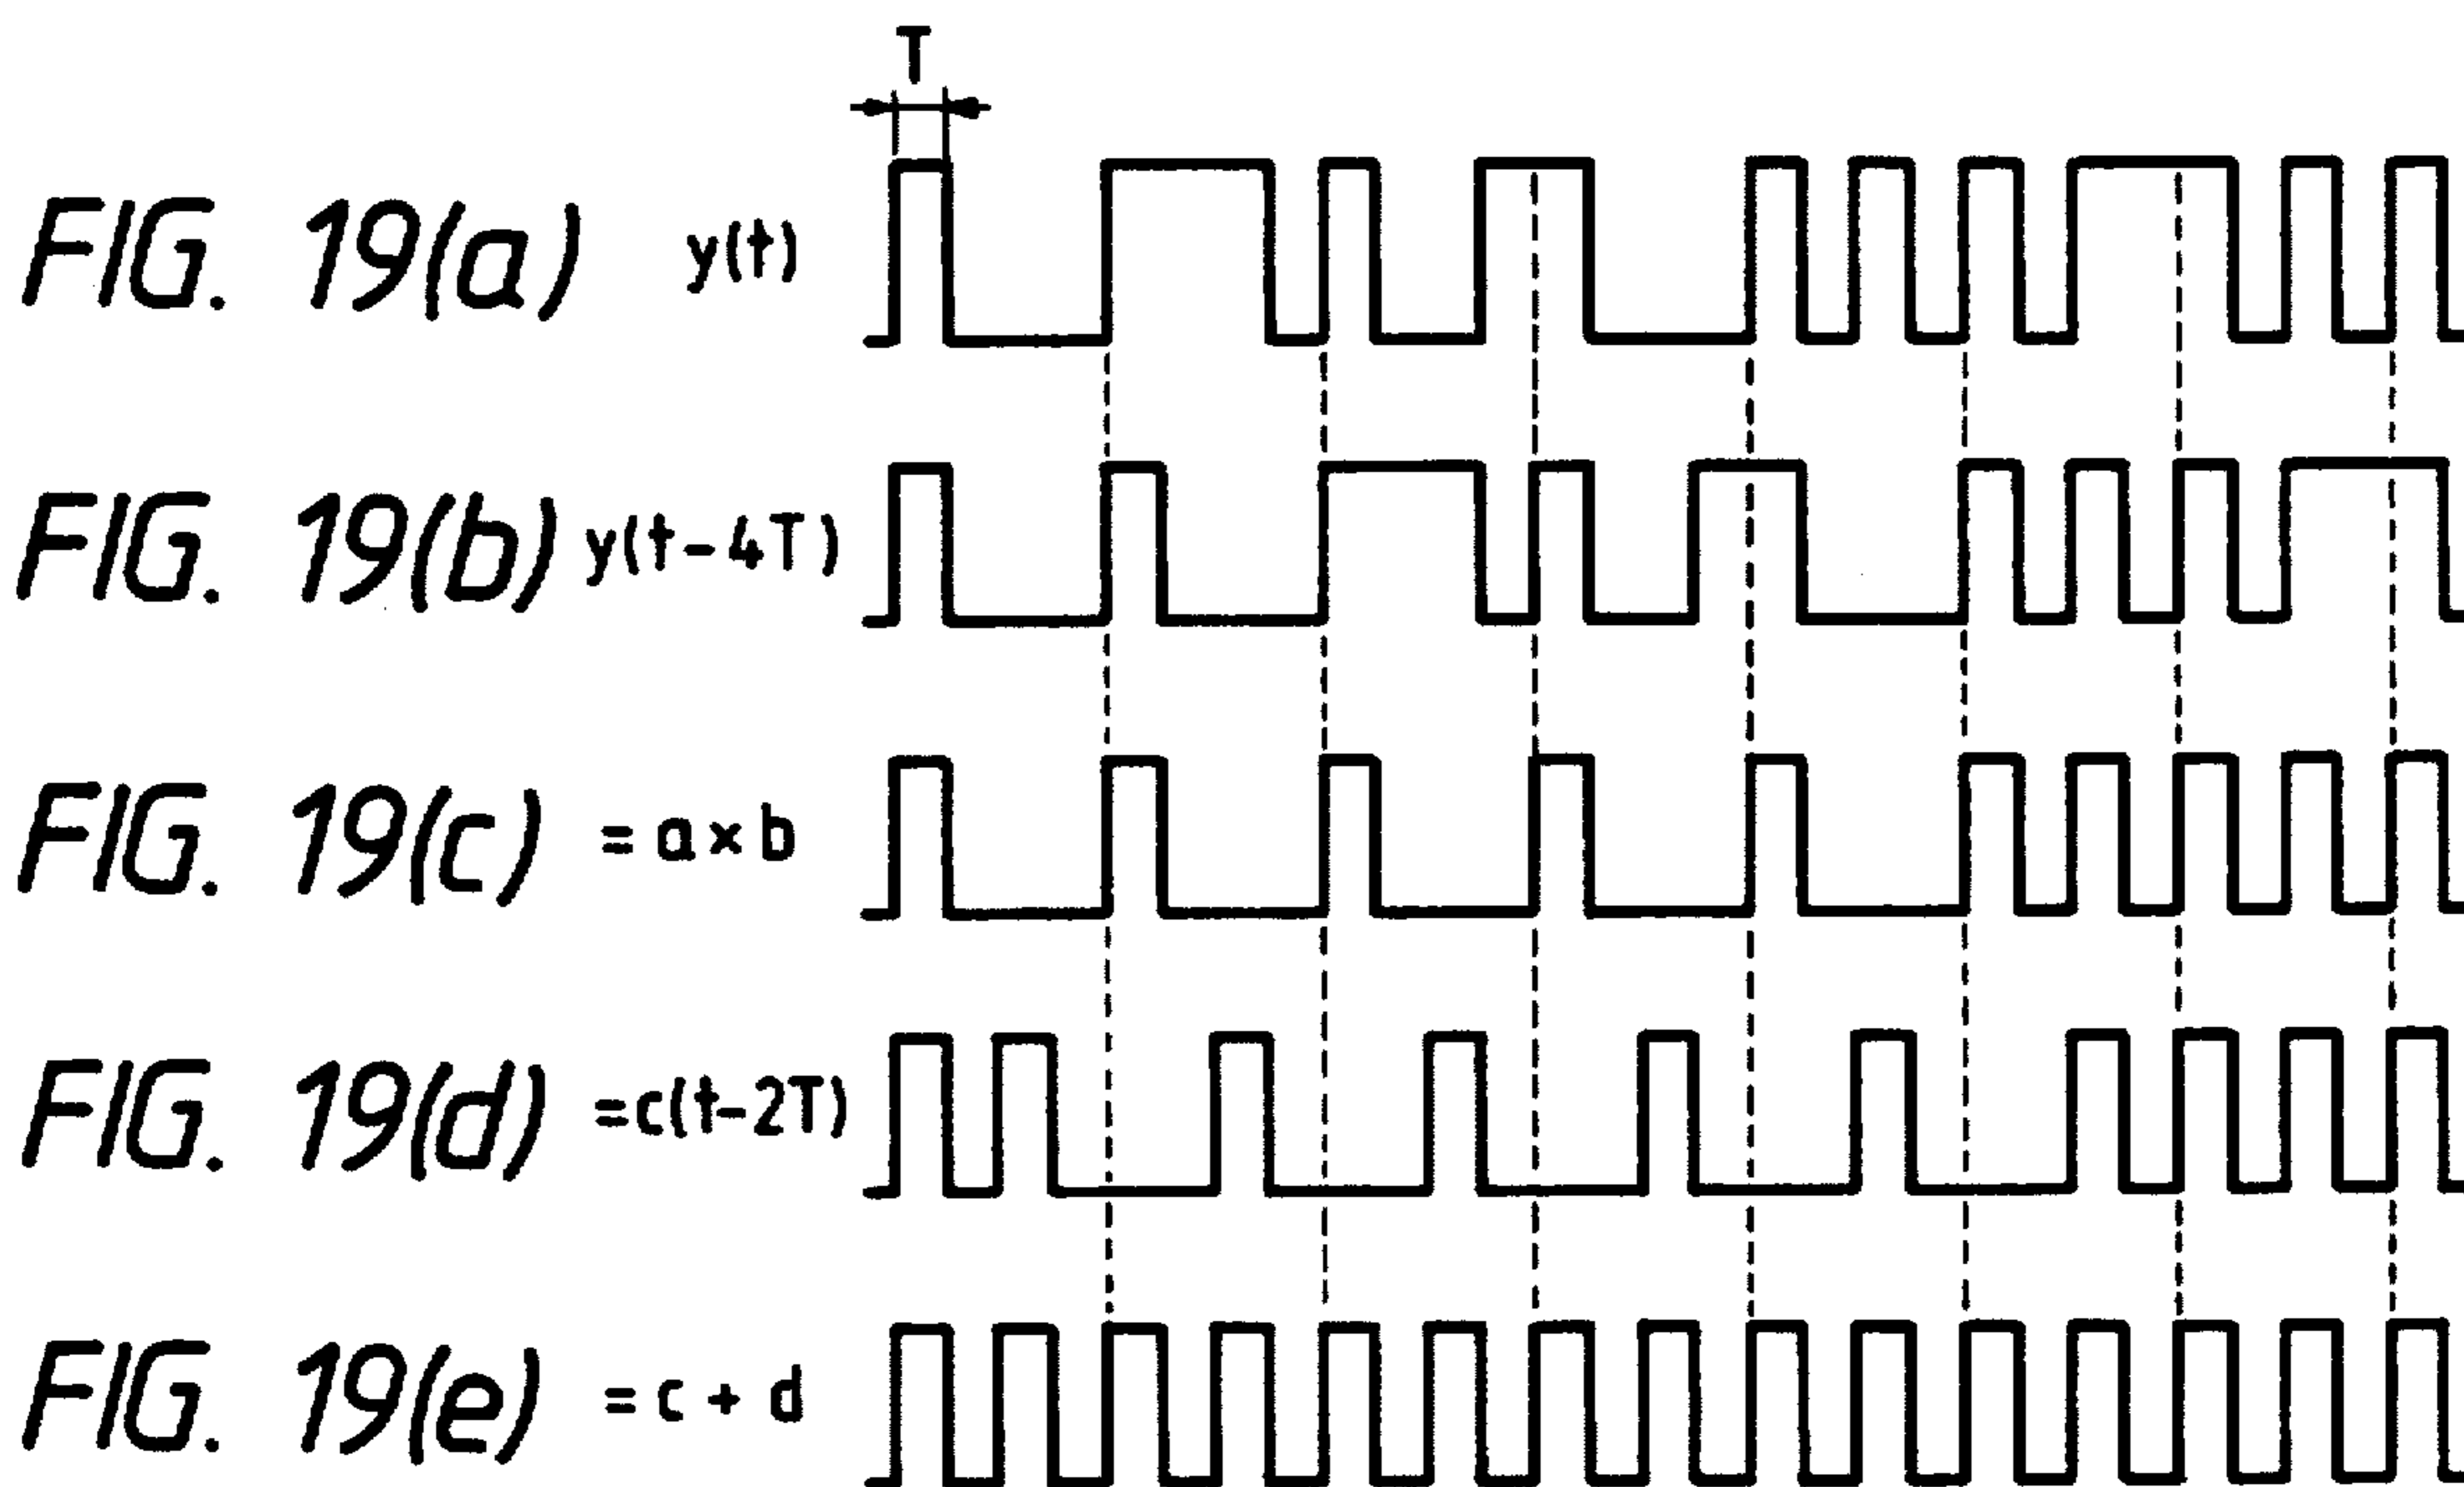 T
FIG. 19(a) y(t)
FIG. 19(b) y(t-4T)
FIG. 19(c) = a×b
FIG. 19(d) =c(t-2T)
FIG. 19(e) = c + d